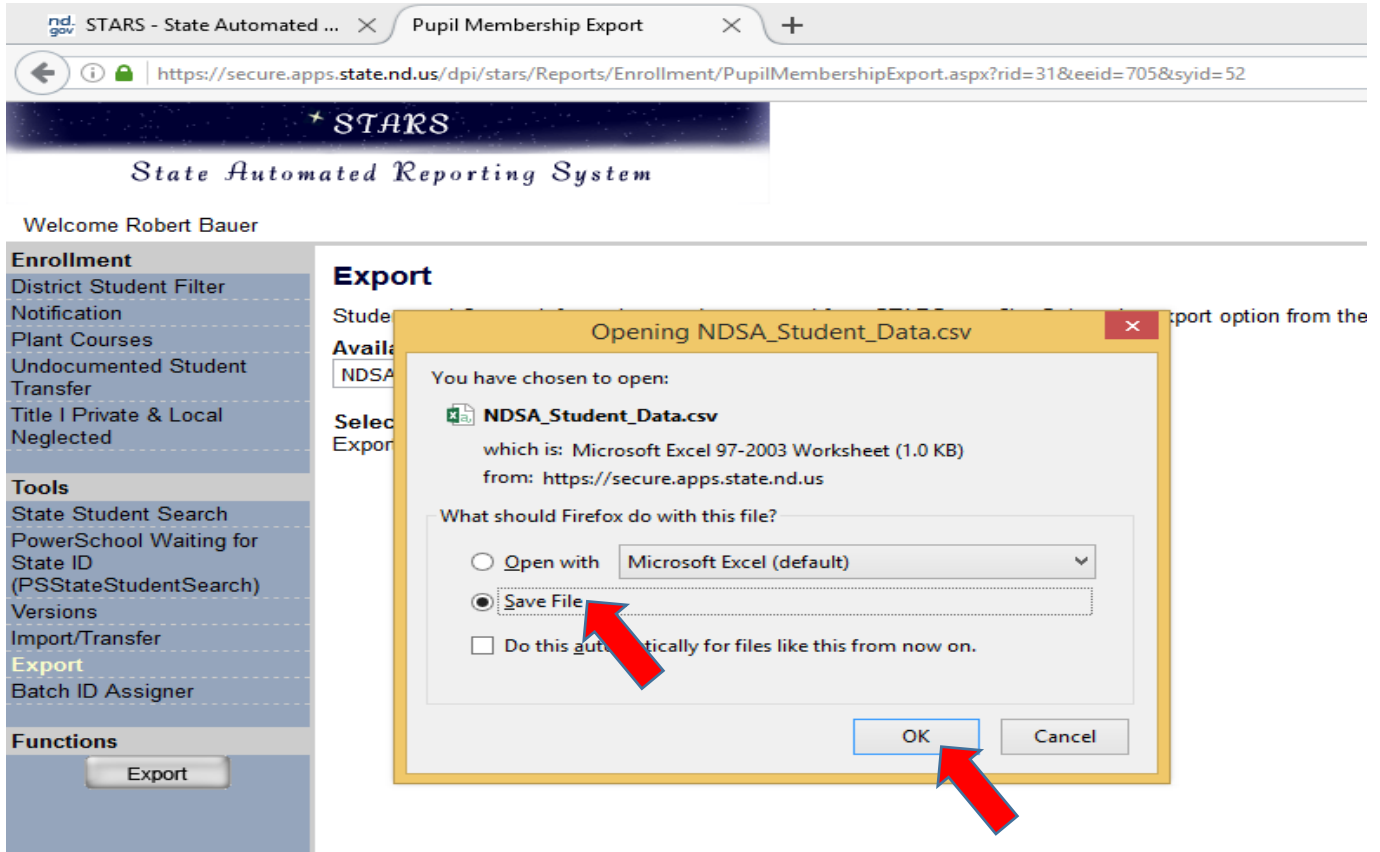 nd.gov STARS - State Automated ... Pupil Membership Export
https://secure.apps.state.nd.us/dpi/stars/Reports/Enrollment/PupilMembershipExport.aspx?rid=31&eeid=705&syid=52
STARS
State Automated Reporting System
Welcome Robert Bauer
Enrollment
District Student Filter
Notification
Plant Courses
Undocumented Student
Transfer
Title I Private & Local
Neglected
Tools
State Student Search
PowerSchool Waiting for
State ID
(PSStateStudentSearch)
Versions
Import/Transfer
Export
Batch ID Assigner
Functions
Export
Export
export option from the
NDSA
Opening NDSA_Student_Data.csv
You have chosen to open:
NDSA_Student_Data.csv
which is: Microsoft Excel 97-2003 Worksheet (1.0 KB)
from: https://secure.apps.state.nd.us
What should Firefox do with this file?
Open with Microsoft Excel (default)
Save File
Do this automatically for files like this from now on.
OK Cancel